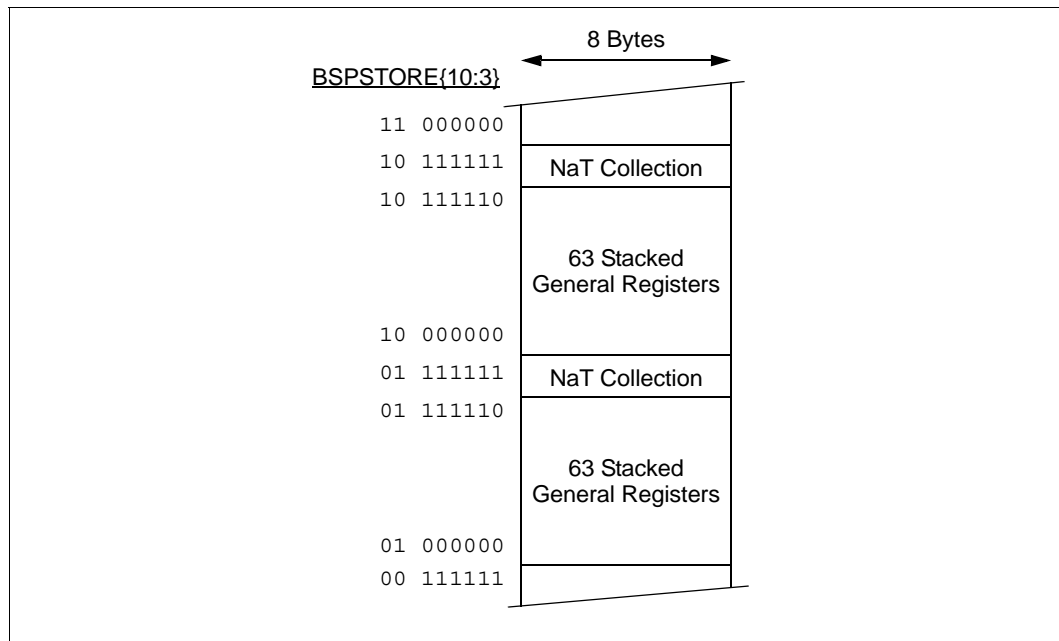 8 Bytes
BSPSTORE{10:3}
11 000000
10 111111 NaT Collection
10 111110
63 Stacked
General Registers
10 000000
01 111111 NaT Collection
01 111110
63 Stacked
General Registers
01 000000
00 111111